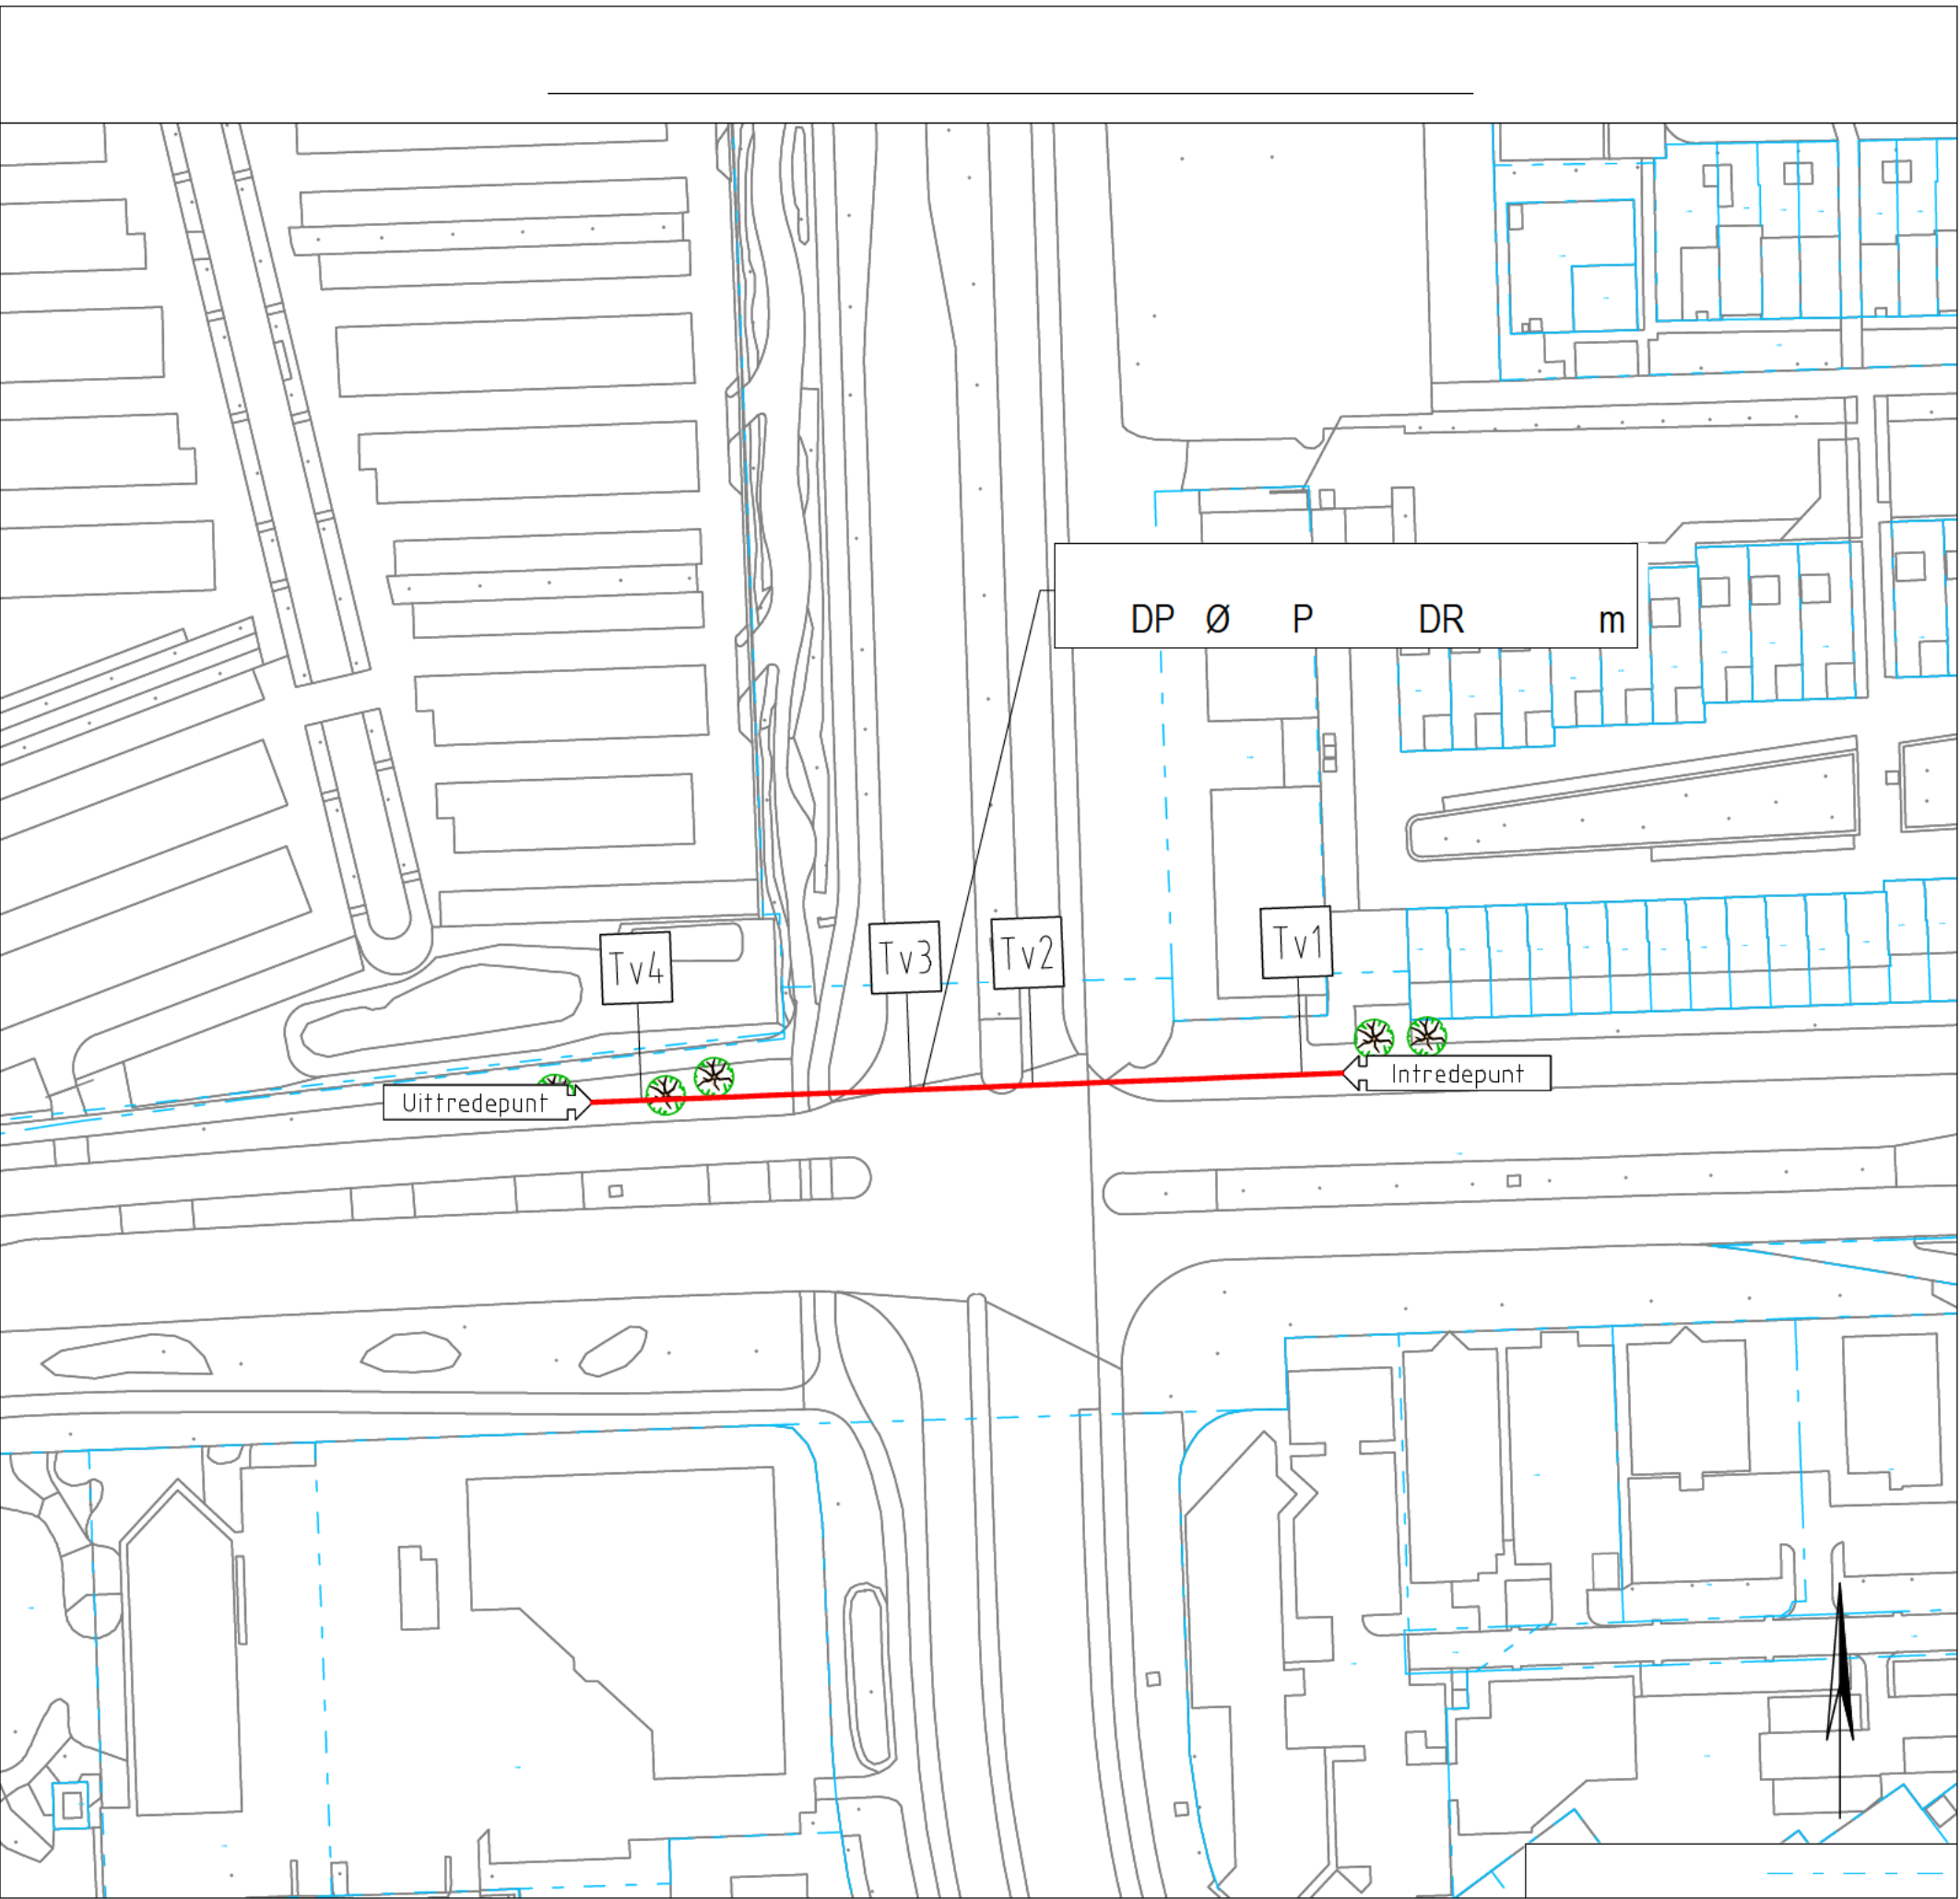 DP Ø P DR m
Tv4
Tv3
Tv2
Tv1
Intredepunt
Uittredepunt